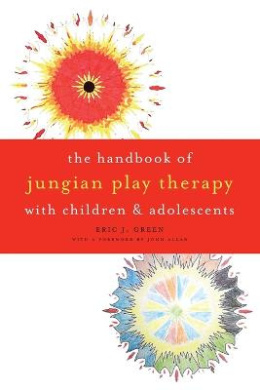 the handbook of
jungian play therapy
with children & adolescents
ERIC J. GREEN
WITH A FOREWORD BY JOHN ALLAN